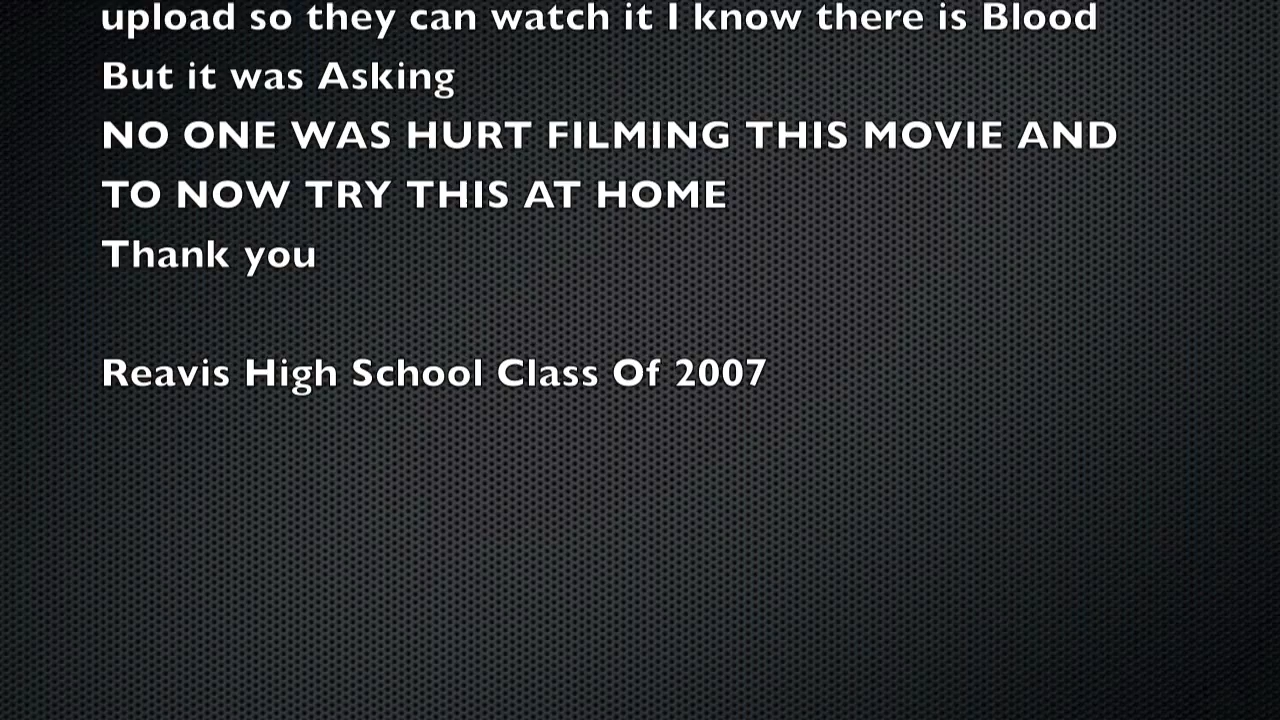 upload so they can watch it I know there is Blood
But it was Asking
NO ONE WAS HURT FILMING THIS MOVIE AND
TO NOW TRY THIS AT HOME
Thank you
Reavis High School Class Of 2007